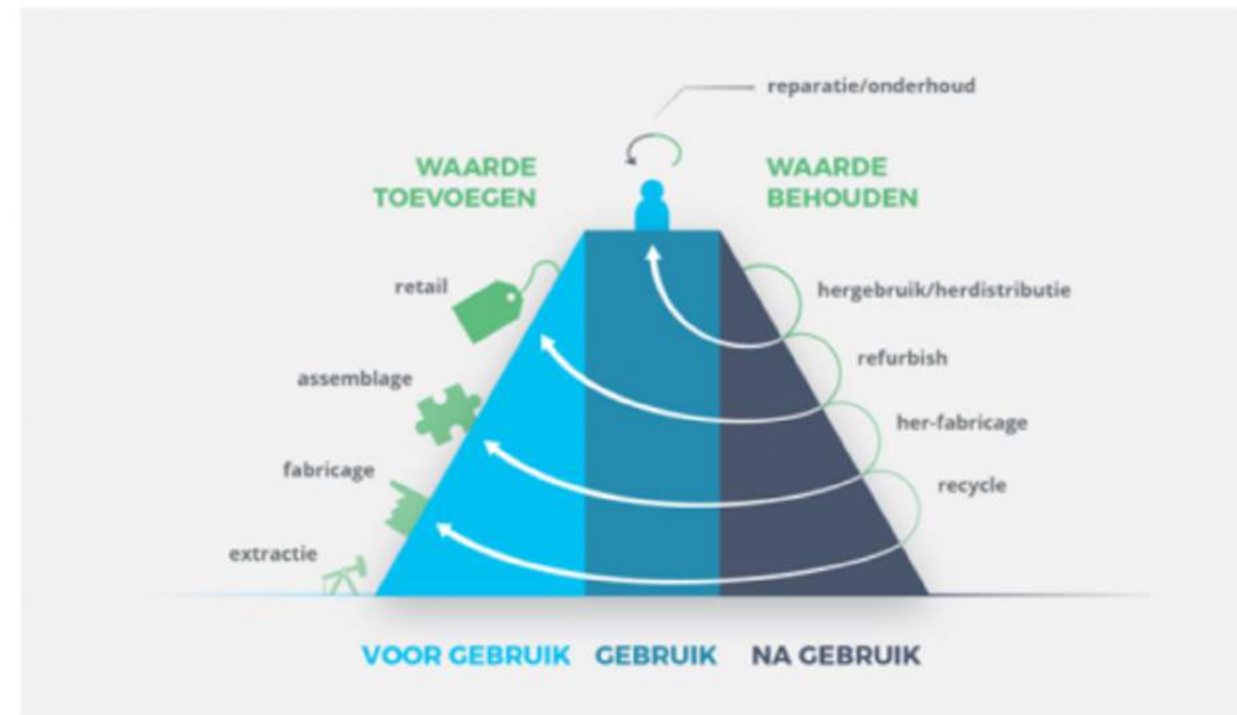 reparatie/onderhoud
WAARDE
TOEVOEGEN
WAARDE
BEHOUDEN
retail
hergebruik/herdistributie
refurbish
assemblage
her-fabricage
fabricage
recycle
extractie
VOOR GEBRUIK
GEBRUIK
NA GEBRUIK